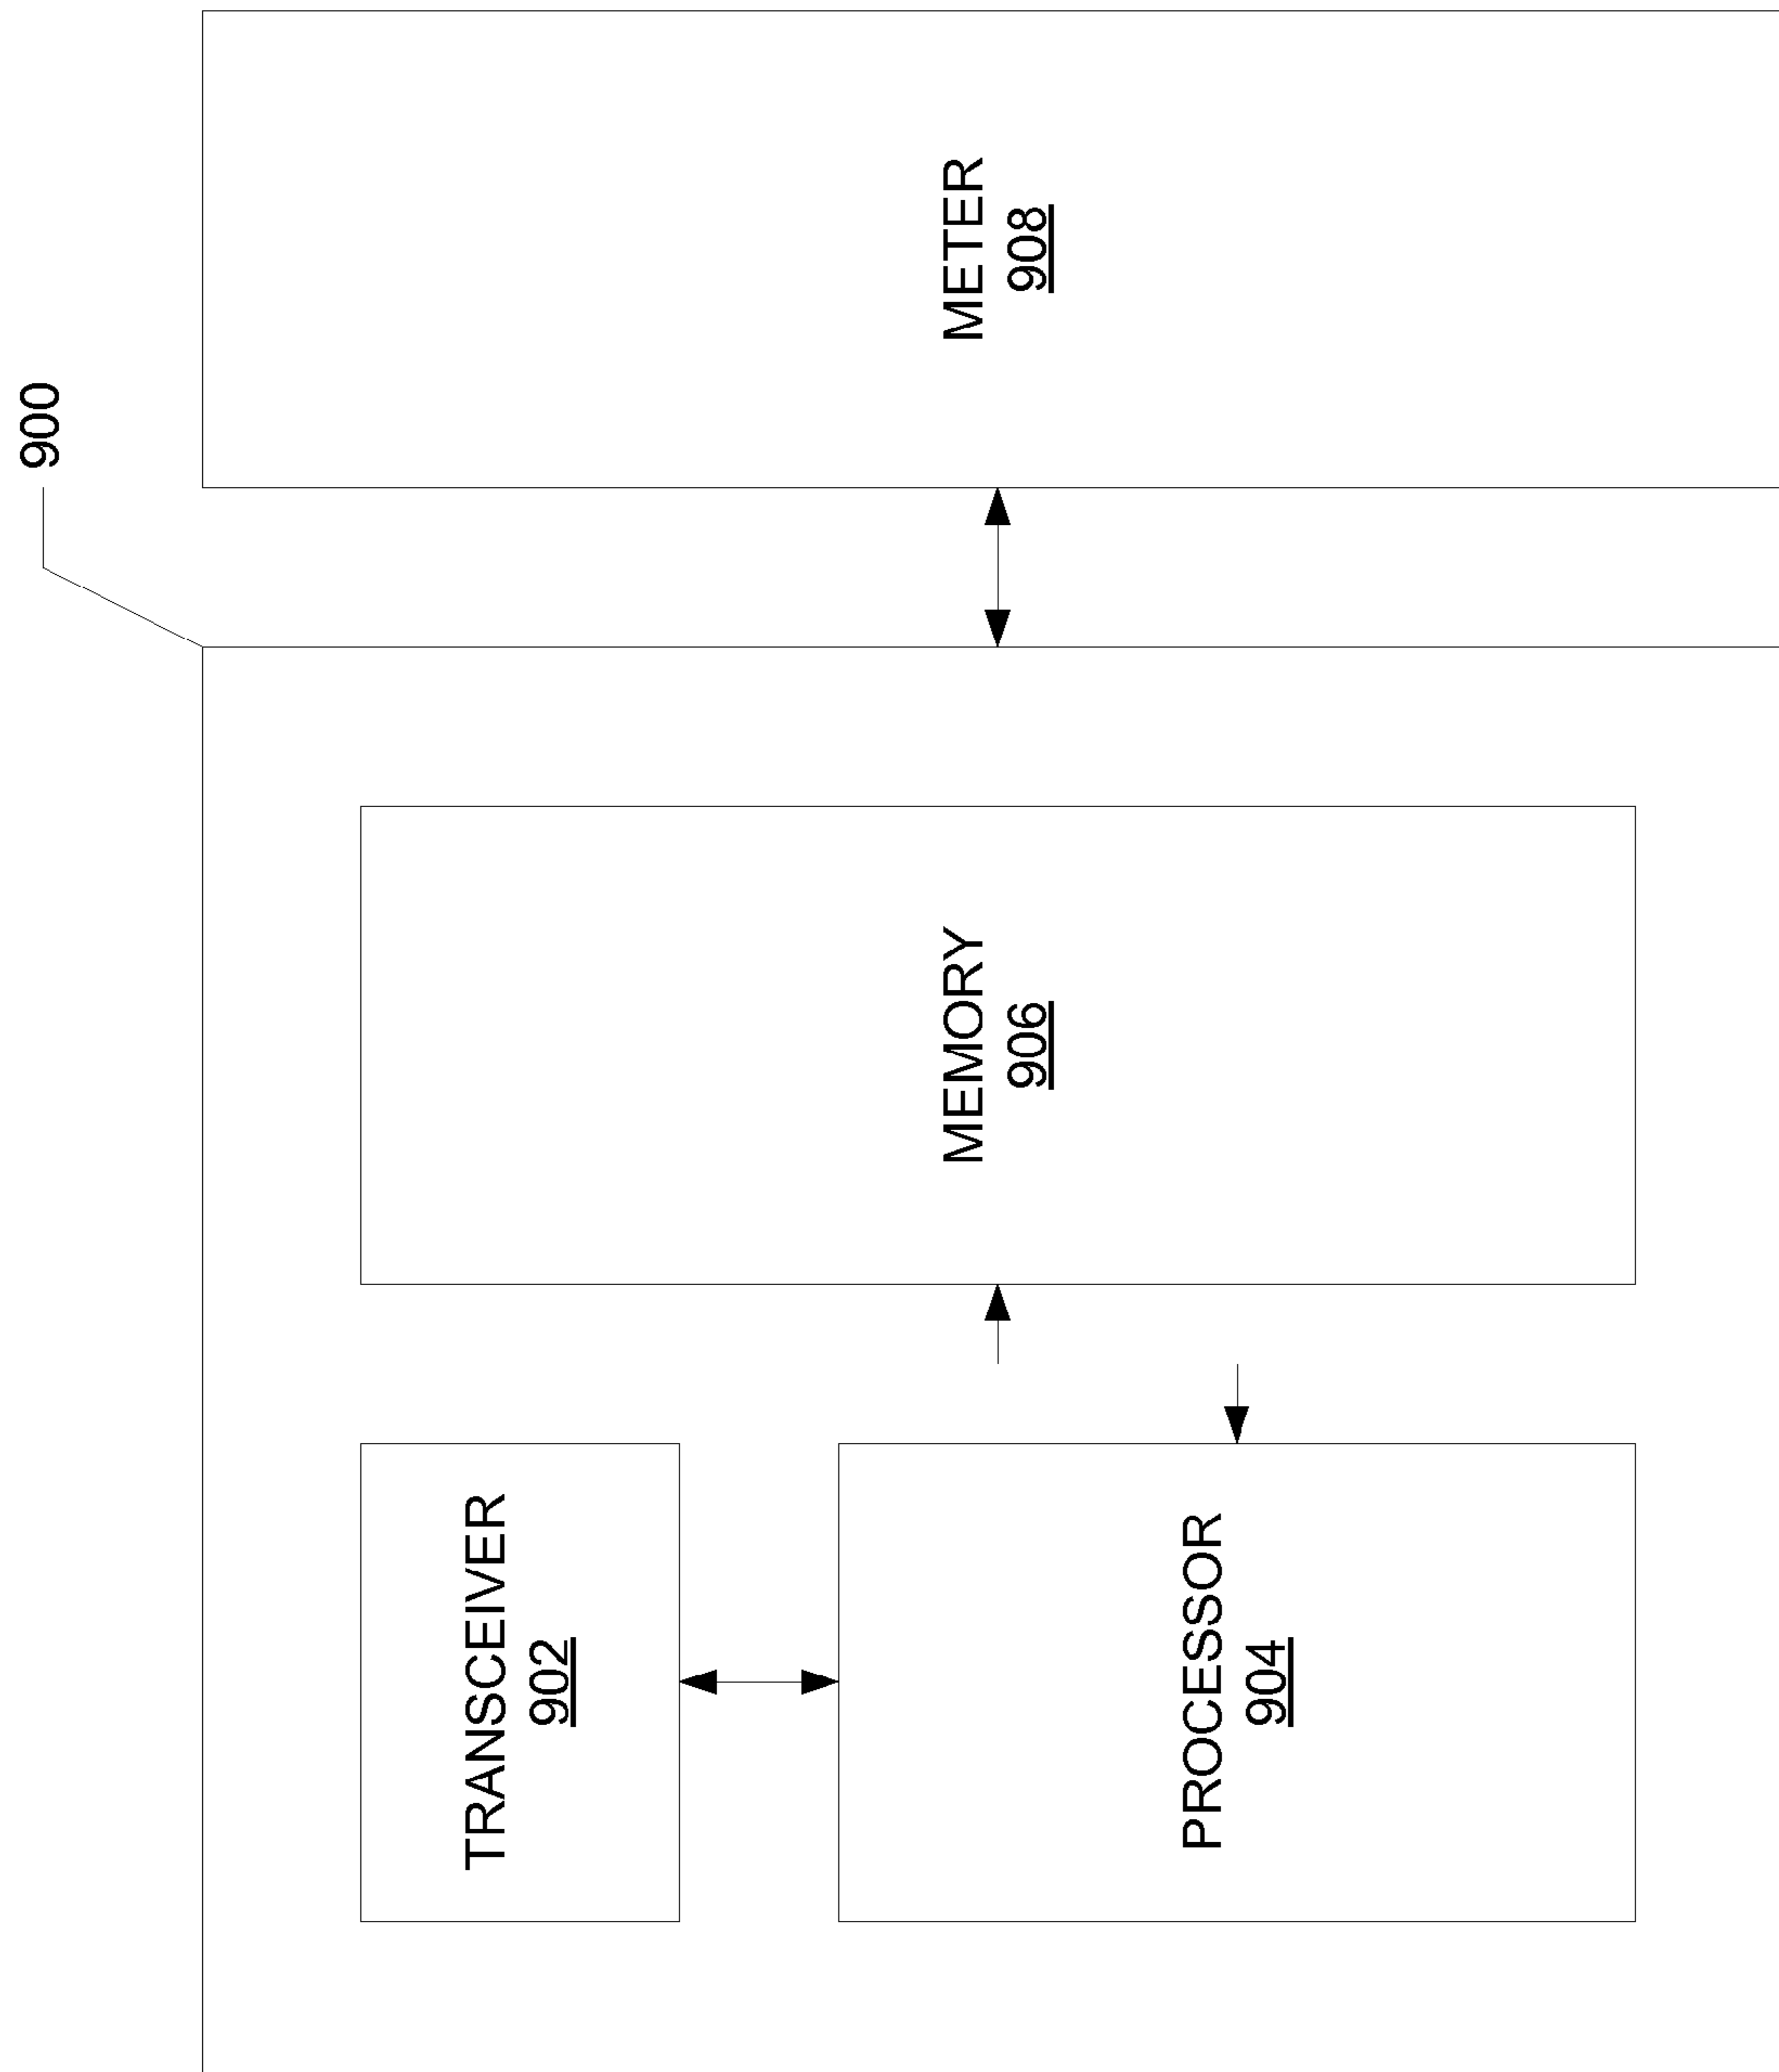 900
TRANSCEIVER
902
PROCESSOR
904
MEMORY
906
METER
908